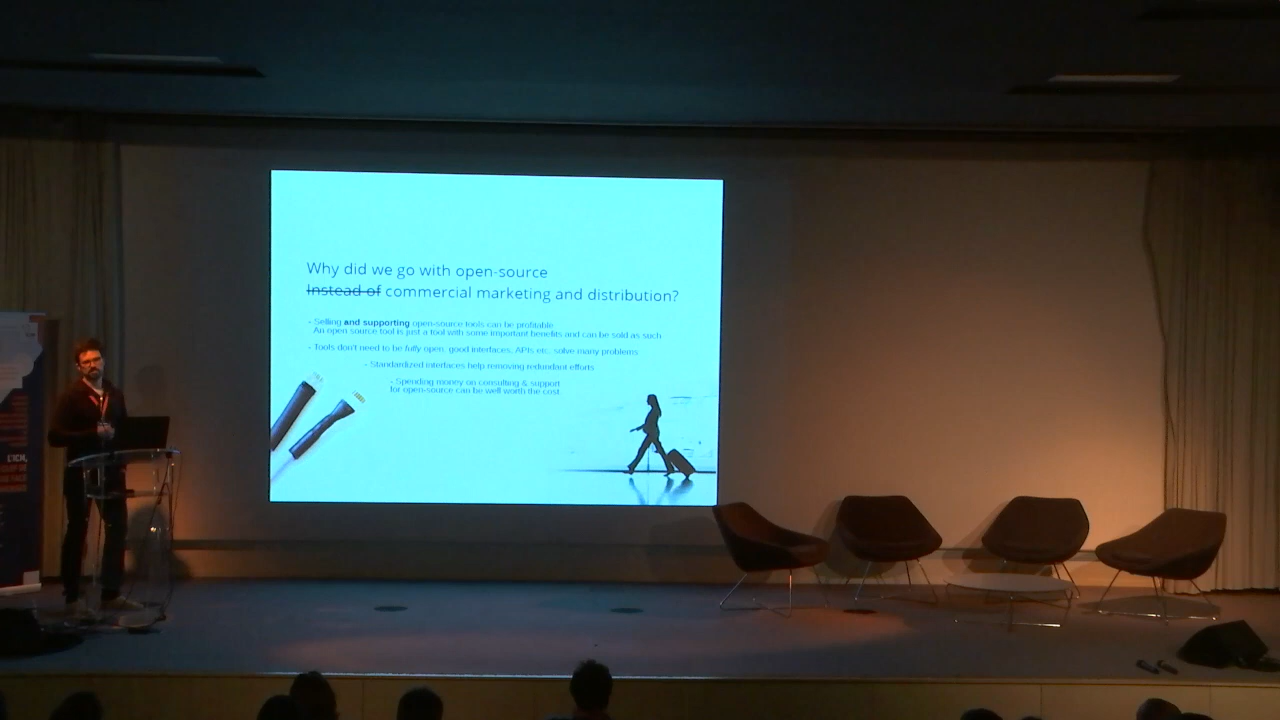 Why did we go with open-source
Instead of commercial marketing and distribution?
- Selling and supporting open-source tools can be profitable
An open source tool is just a tool with some important benefits and can be sold as such
- Tools don't need to be fully open, good interfaces, APIs etc. solve many problems
- Standardized interfaces help removing redundant efforts
- Spending money on consulting & support
for open-source can be well worth the cost
L'ICM,